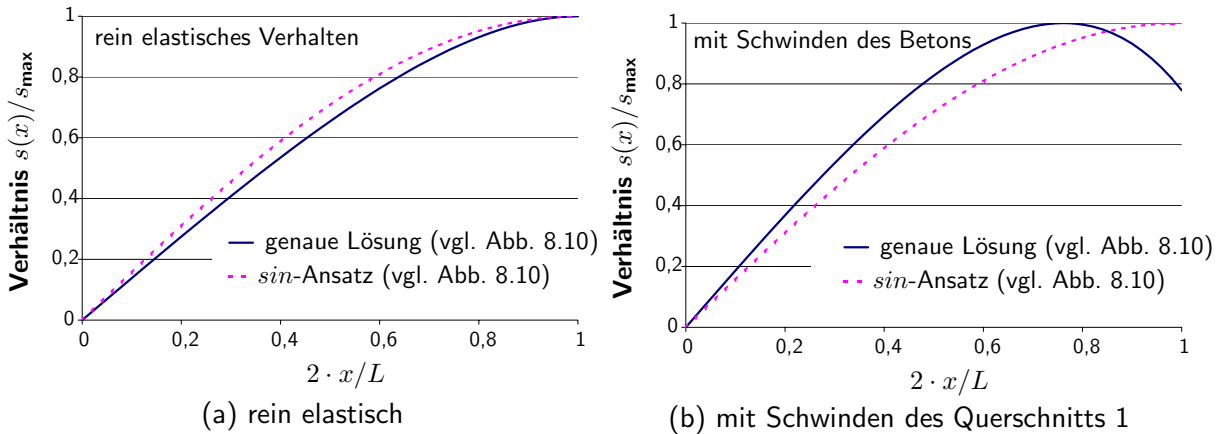 rein elastisches Verhalten
Verhältnis s(x)/s_max
1
0,8
0,6
0,4
0,2
0
genaue Lösung (vgl. Abb. 8.10)
sin-Ansatz (vgl. Abb. 8.10)
0 0,2 0,4 0,6 0,8 1
2 · x/L
(a) rein elastisch
mit Schwinden des Betons
Verhältnis s(x)/s_max
1
0,8
0,6
0,4
0,2
0
genaue Lösung (vgl. Abb. 8.10)
sin-Ansatz (vgl. Abb. 8.10)
0 0,2 0,4 0,6 0,8 1
2 · x/L
(b) mit Schwinden des Querschnitts 1